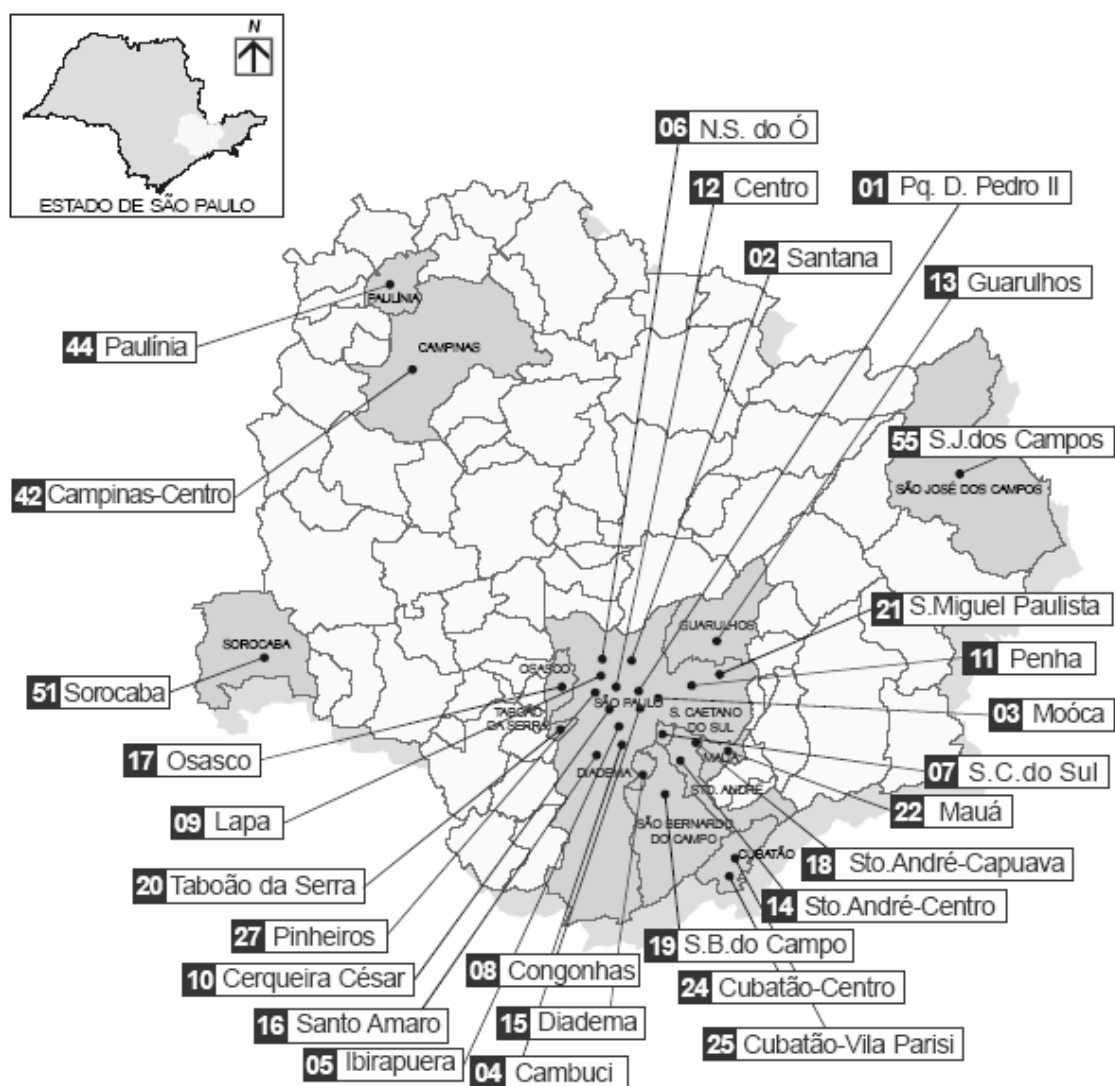 N
ESTADO DE SÃO PAULO
06 N.S. do Ó
12 Centro
01 Pq. D. Pedro II
02 Santana
13 Guarulhos
PAULÍNIA
44 Paulínia
CAMPINAS
55 S.J.dos Campos
SÃO JOSÉ DOS CAMPOS
42 Campinas-Centro
21 S.Miguel Paulista
GUARULHOS
SOROCABA
11 Penha
OSASCO
51 Sorocaba
SÃO PAULO
TABOÃO
DA SERRA
S. CAETANO
DO SUL
03 Moóca
17 Osasco
MAUÁ
07 S.C.do Sul
DIADEMA
STO. ANDRÉ
22 Mauá
09 Lapa
SÃO BERNARDO
DO CAMPO
CUBATÃO
18 Sto.André-Capuava
20 Taboão da Serra
14 Sto.André-Centro
27 Pinheiros
19 S.B.do Campo
10 Cerqueira César
08 Congonhas
24 Cubatão-Centro
16 Santo Amaro
15 Diadema
25 Cubatão-Vila Parisi
05 Ibirapuera
04 Cambuci